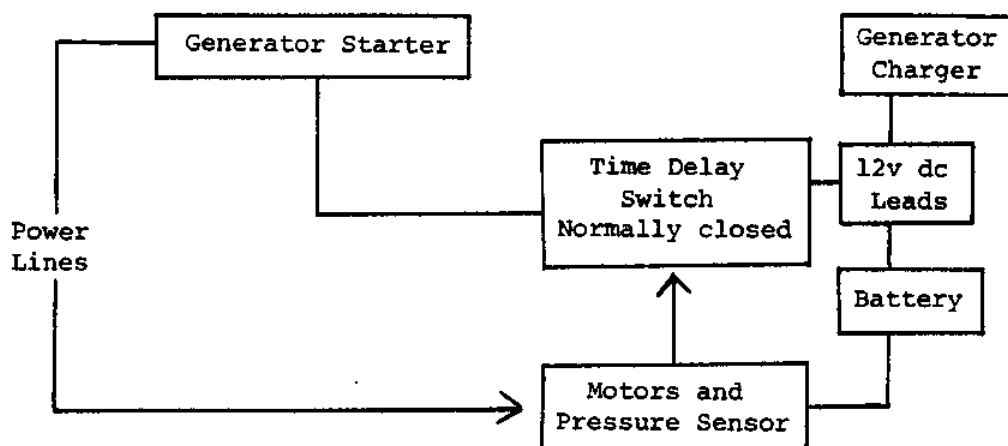 Generator Starter
Generator
Charger
Time Delay
Switch
Normally closed
12v dc
Leads
Power
Lines
Battery
Motors and
Pressure Sensor